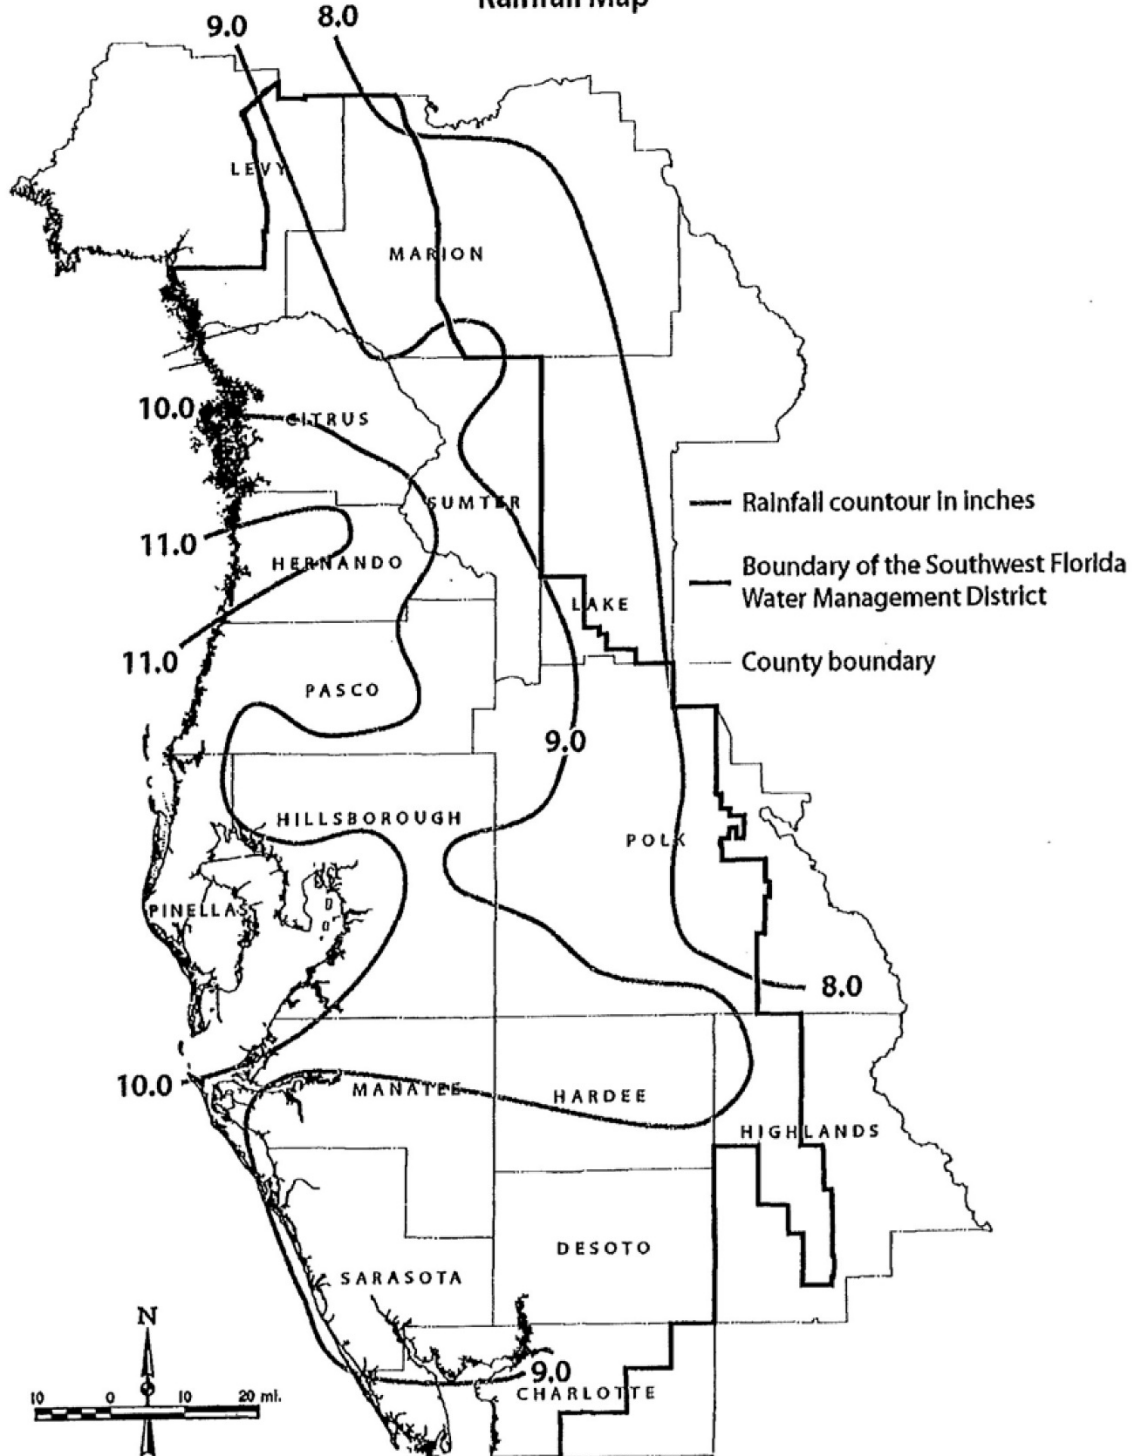 Rainfall Map
9.0
8.0
LEVY
MARION
10.0
CITRUS
SUMTER
Rainfall countour in inches
11.0
HERNANDO
Boundary of the Southwest Florida
Water Management District
LAKE
11.0
County boundary
PASCO
9.0
HILLSBOROUGH
POLK
PINELLAS
8.0
10.0
MANATEE
HARDEE
HIGHLANDS
DESOTO
SARASOTA
N
9.0
CHARLOTTE
10 0 10 20 mi.